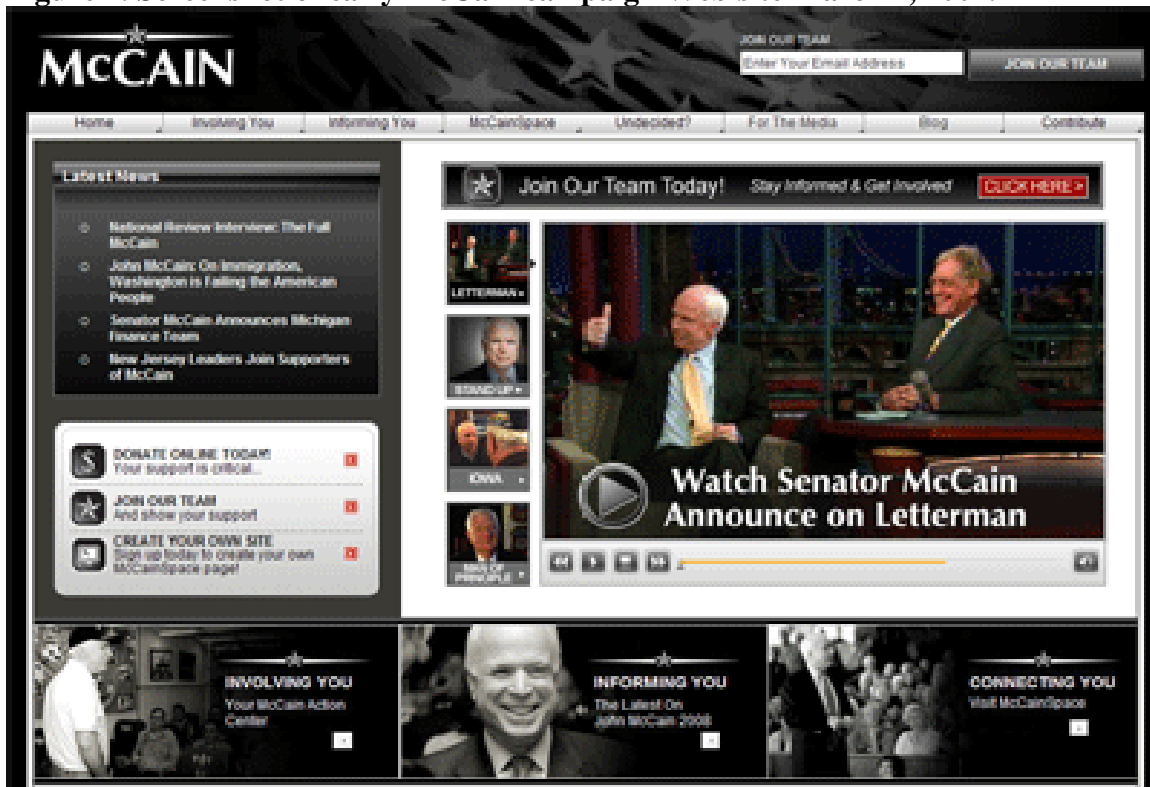 McCAIN
JOIN OUR TEAM
Enter Your Email Address
JOIN OUR TEAM
Home
Involving You
Informing You
McCainSpace
Undecided?
For The Media
Blog
Contribute
Latest News
National Review Interview: The Full
McCain
John McCain: On Immigration,
Washington is Failing the American
People
Senator McCain Announces Michigan
Finance Team
New Jersey Leaders Join Supporters
of McCain
DONATE ONLINE TODAY!
Your support is critical...
JOIN OUR TEAM
And show your support
CREATE YOUR OWN SITE
Sign up today to create your own
McCainSpace page!
Join Our Team Today!
Stay Informed & Get Involved
CLICK HERE >
LETTERMAN
STAND UP
IOWA
MAN OF
PRINCIPLE
Watch Senator McCain
Announce on Letterman
INVOLVING YOU
Your McCain Action
Center
INFORMING YOU
The Latest On
John McCain 2008
CONNECTING YOU
Visit McCainSpace